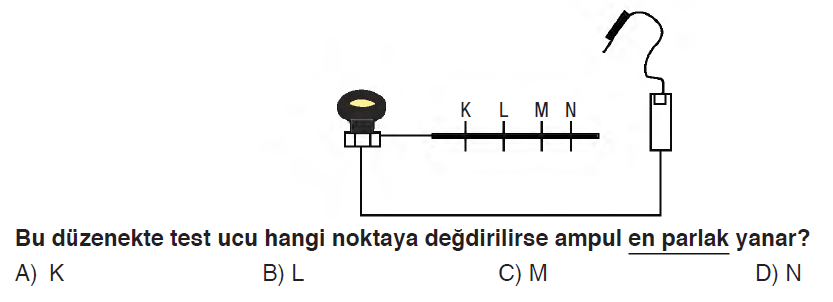 K L M N
Bu düzenekte test ucu hangi noktaya değdirilirse ampul en parlak yanar?
A) K B) L C) M D) N